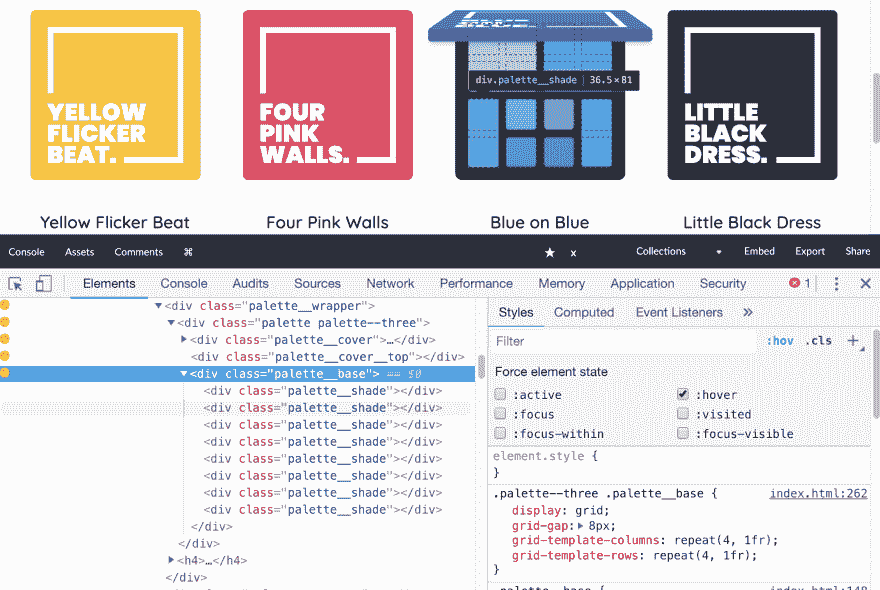 LITTLE
YELLOW
FLICKER
BEAT.
FOUR
PINK
WALLS.
LITTLE
BLACK
DRESS.
div.palette__shade | 36.5×81
Yellow Flicker Beat
Four Pink Walls
Blue on Blue
Little Black Dress
Console Assets Comments ⌘ ★ x Collections Embed Export Share
Elements Console Audits Sources Network Performance Memory Application Security 1
<div class="palette__wrapper">
<div class="palette palette--three">
<div class="palette__cover">…</div>
<div class="palette__cover__top"></div>
<div class="palette__base"> == $0
<div class="palette__shade"></div>
<div class="palette__shade"></div>
<div class="palette__shade"></div>
<div class="palette__shade"></div>
<div class="palette__shade"></div>
<div class="palette__shade"></div>
<div class="palette__shade"></div>
<div class="palette__shade"></div>
</div>
</div>
<h4>…</h4>
</div>
Styles Computed Event Listeners »
Filter :hov .cls +
Force element state
:active :hover
:focus :visited
:focus-within :focus-visible
element.style {
}
.palette--three .palette__base { index.html:262
display: grid;
grid-gap: 8px;
grid-template-columns: repeat(4, 1fr);
grid-template-rows: repeat(4, 1fr);
}